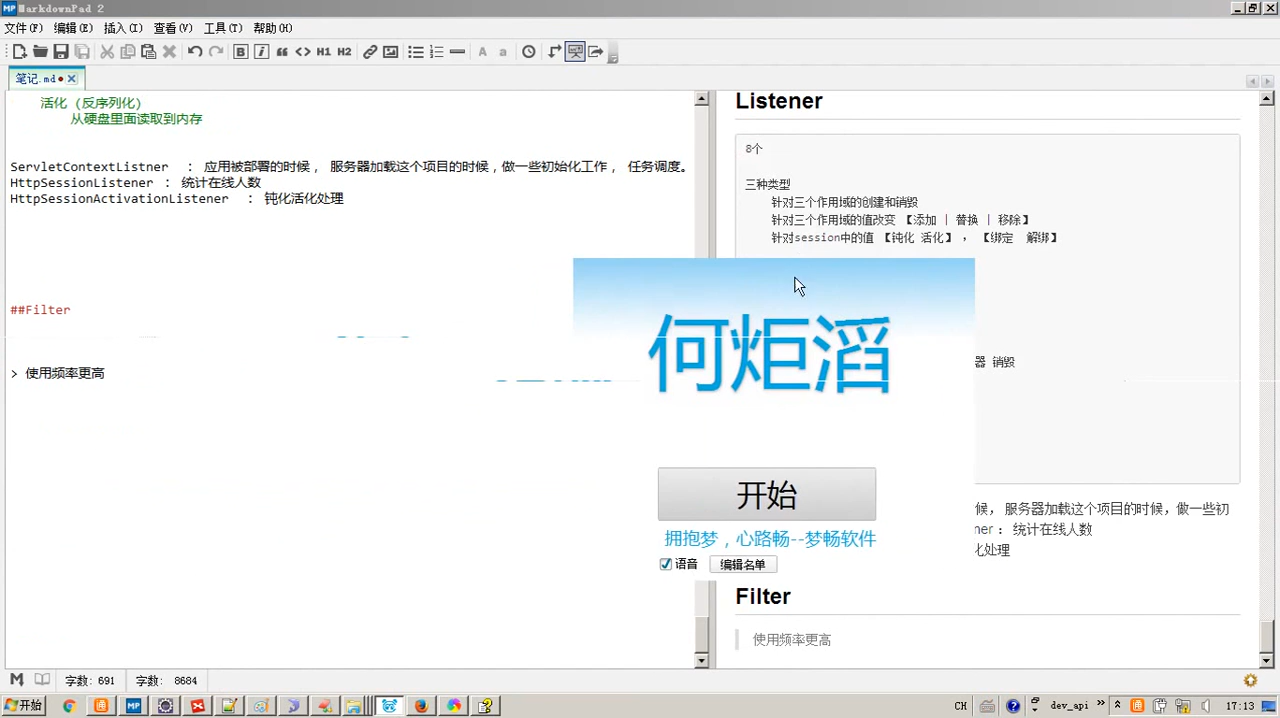 MarkdownPad 2
文件(F) 编辑(E) 插入(I) 查看(V) 工具(T) 帮助(H)
B i H1 H2 A a
笔记.md
活化 (反序列化)
从硬盘里面读取到内存
ServletContextListner : 应用被部署的时候, 服务器加载这个项目的时候,做一些初始化工作, 任务调度。
HttpSessionListener : 统计在线人数
HttpSessionActivationListener : 钝化活化处理
##Filter
> 使用频率更高
Listener
8个
三种类型
针对三个作用域的创建和销毁
针对三个作用域的值改变 【添加 | 替换 | 移除】
针对session中的值 【钝化 活化】 , 【绑定 解绑】
器 销毁
候, 服务器加载这个项目的时候,做一些初
ner : 统计在线人数
化处理
Filter
使用频率更高
何炬滔
开始
拥抱梦,心路畅--梦畅软件
语音 编辑名单
字数: 691 字数: 8684
开始 MP CH dev_api 17:13